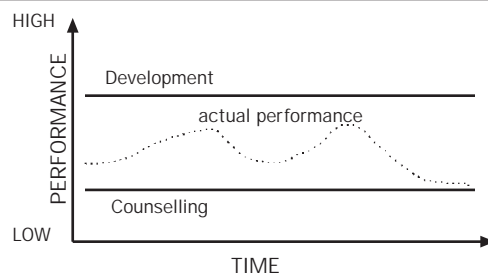 HIGH
PERFORMANCE
Development
actual performance
Counselling
LOW
TIME